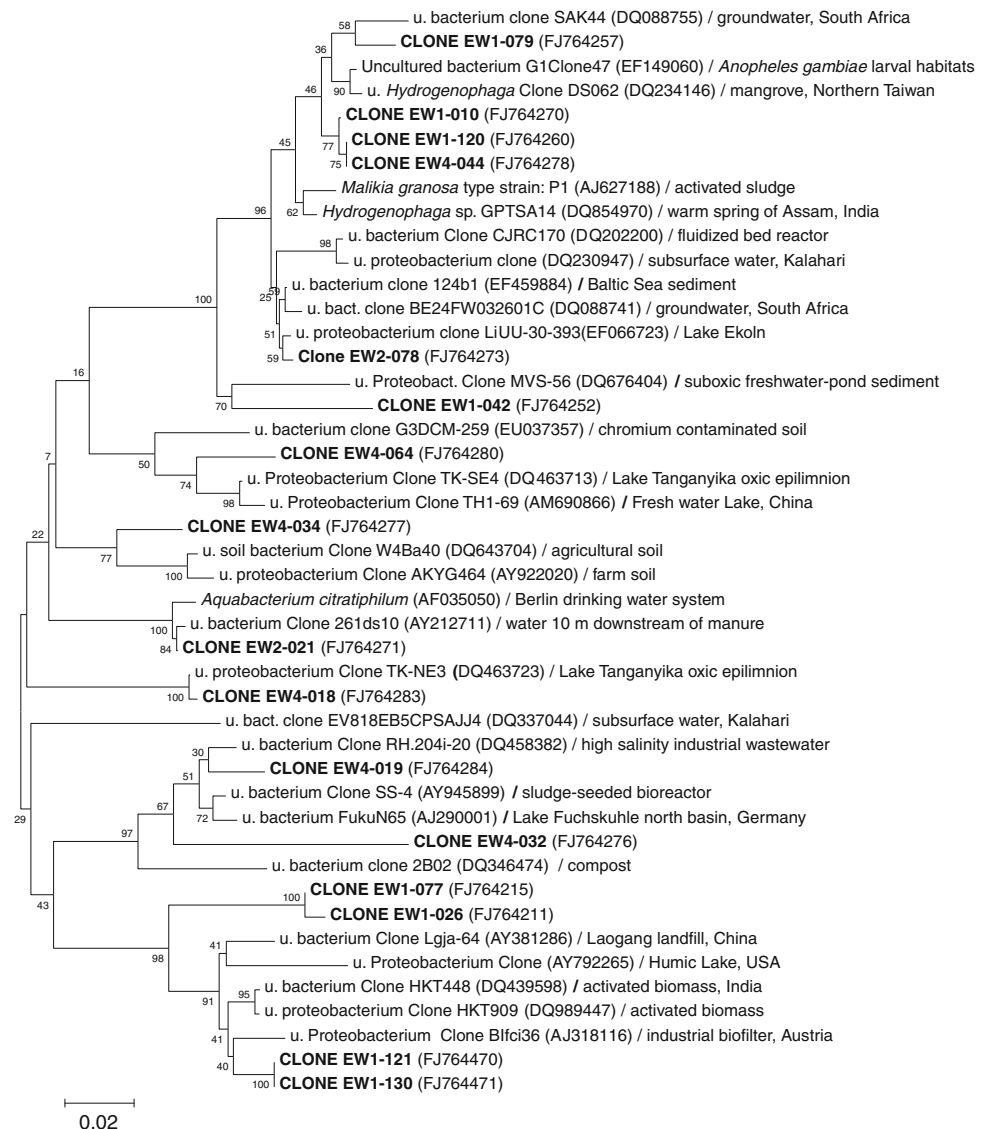 58
u. bacterium clone SAK44 (DQ088755) / groundwater, South Africa
CLONE EW1-079 (FJ764257)
36
Uncultured bacterium G1Clone47 (EF149060) / Anopheles gambiae larval habitats
90
u. Hydrogenophaga Clone DS062 (DQ234146) / mangrove, Northern Taiwan
46
CLONE EW1-010 (FJ764270)
77
CLONE EW1-120 (FJ764260)
75
CLONE EW4-044 (FJ764278)
45
Malikia granosa type strain: P1 (AJ627188) / activated sludge
62
Hydrogenophaga sp. GPTSA14 (DQ854970) / warm spring of Assam, India
96
98
u. bacterium Clone CJRC170 (DQ202200) / fluidized bed reactor
u. proteobacterium clone (DQ230947) / subsurface water, Kalahari
59
u. bacterium clone 124b1 (EF459884) / Baltic Sea sediment
25
u. bact. clone BE24FW032601C (DQ088741) / groundwater, South Africa
51
u. proteobacterium clone LiUU-30-393(EF066723) / Lake Ekoln
59
Clone EW2-078 (FJ764273)
100
u. Proteobact. Clone MVS-56 (DQ676404) / suboxic freshwater-pond sediment
70
CLONE EW1-042 (FJ764252)
16
u. bacterium clone G3DCM-259 (EU037357) / chromium contaminated soil
50
CLONE EW4-064 (FJ764280)
74
u. Proteobacterium Clone TK-SE4 (DQ463713) / Lake Tanganyika oxic epilimnion
98
u. Proteobacterium Clone TH1-69 (AM690866) / Fresh water Lake, China
7
CLONE EW4-034 (FJ764277)
77
u. soil bacterium Clone W4Ba40 (DQ643704) / agricultural soil
100
u. proteobacterium Clone AKYG464 (AY922020) / farm soil
22
Aquabacterium citratiphilum (AF035050) / Berlin drinking water system
100
u. bacterium Clone 261ds10 (AY212711) / water 10 m downstream of manure
84
CLONE EW2-021 (FJ764271)
u. proteobacterium Clone TK-NE3 (DQ463723) / Lake Tanganyika oxic epilimnion
100
CLONE EW4-018 (FJ764283)
u. bact. clone EV818EB5CPSAJJ4 (DQ337044) / subsurface water, Kalahari
30
u. bacterium Clone RH.204i-20 (DQ458382) / high salinity industrial wastewater
CLONE EW4-019 (FJ764284)
51
u. bacterium Clone SS-4 (AY945899) / sludge-seeded bioreactor
72
u. bacterium FukuN65 (AJ290001) / Lake Fuchskuhle north basin, Germany
67
CLONE EW4-032 (FJ764276)
97
u. bacterium clone 2B02 (DQ346474) / compost
29
100
CLONE EW1-077 (FJ764215)
CLONE EW1-026 (FJ764211)
43
98
41
u. bacterium Clone Lgja-64 (AY381286) / Laogang landfill, China
u. Proteobacterium Clone (AY792265) / Humic Lake, USA
91
95
u. bacterium Clone HKT448 (DQ439598) / activated biomass, India
u. proteobacterium Clone HKT909 (DQ989447) / activated biomass
41
u. Proteobacterium Clone BIfci36 (AJ318116) / industrial biofilter, Austria
40
CLONE EW1-121 (FJ764470)
100
CLONE EW1-130 (FJ764471)
0.02